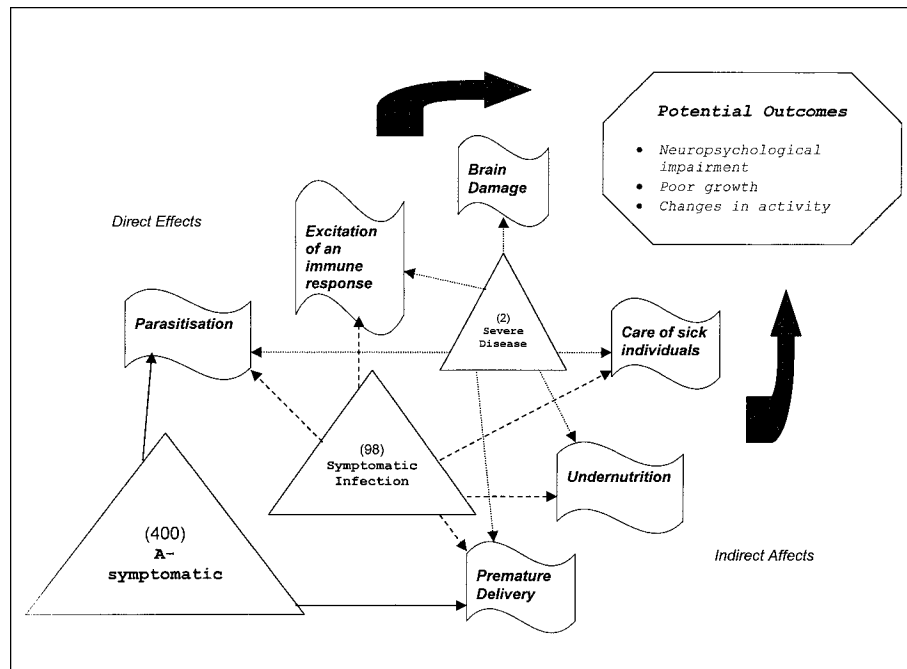 Potential Outcomes
• Neuropsychological
impairment
• Poor growth
• Changes in activity
Brain
Damage
Direct Effects
Excitation
of an
immune
response
Parasitisation
(2)
Severe
Disease
Care of sick
individuals
(98)
Symptomatic
Infection
Undernutrition
(400)
A-
symptomatic
Premature
Delivery
Indirect Affects